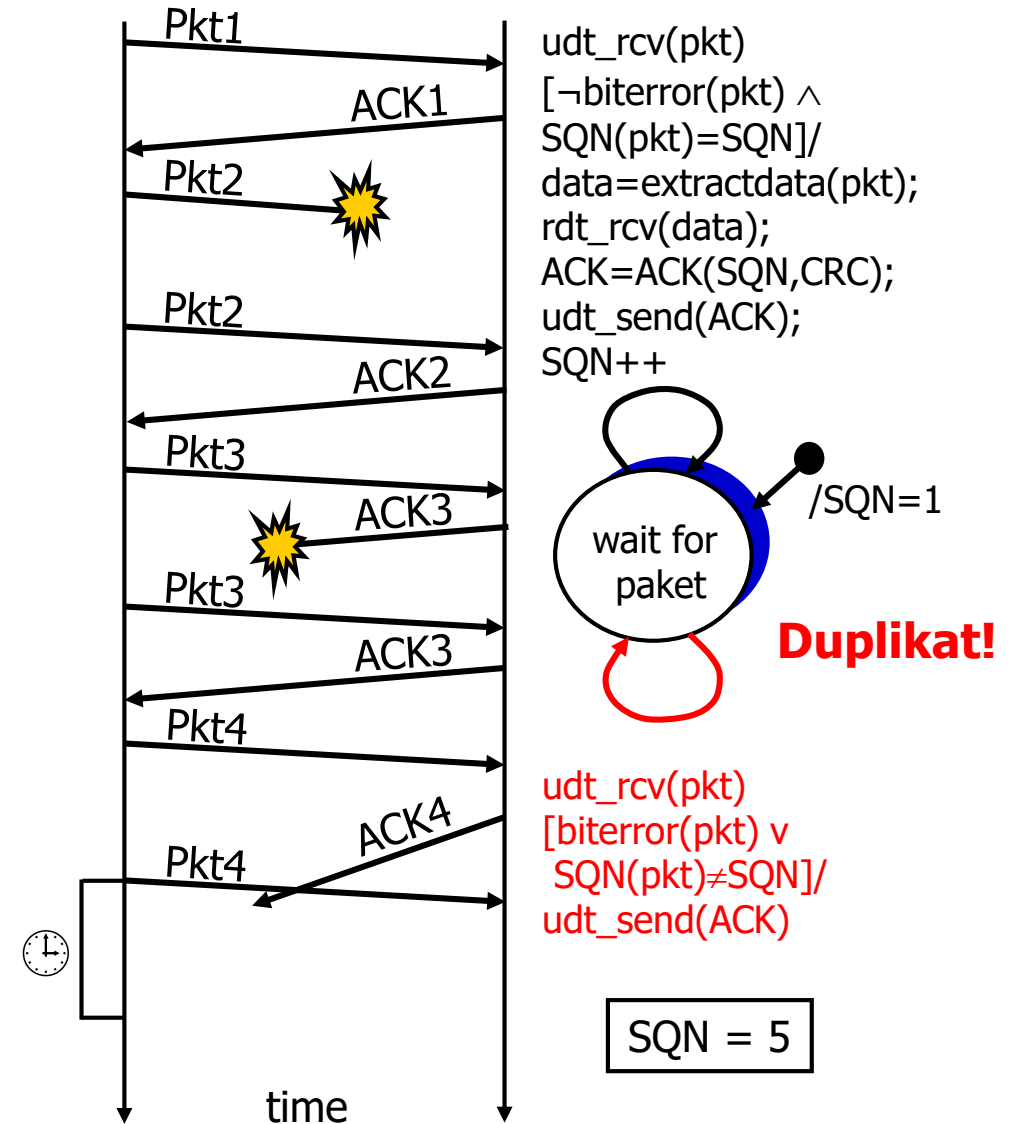 Pkt1
ACK1
Pkt2
Pkt2
ACK2
Pkt3
ACK3
Pkt3
ACK3
Pkt4
ACK4
Pkt4
time
udt_rcv(pkt)
[¬biterror(pkt) ∧
SQN(pkt)=SQN]/
data=extractdata(pkt);
rdt_rcv(data);
ACK=ACK(SQN,CRC);
udt_send(ACK);
SQN++
/SQN=1
wait for
paket
Duplikat!
udt_rcv(pkt)
[biterror(pkt) v
SQN(pkt)≠SQN]/
udt_send(ACK)
SQN = 5